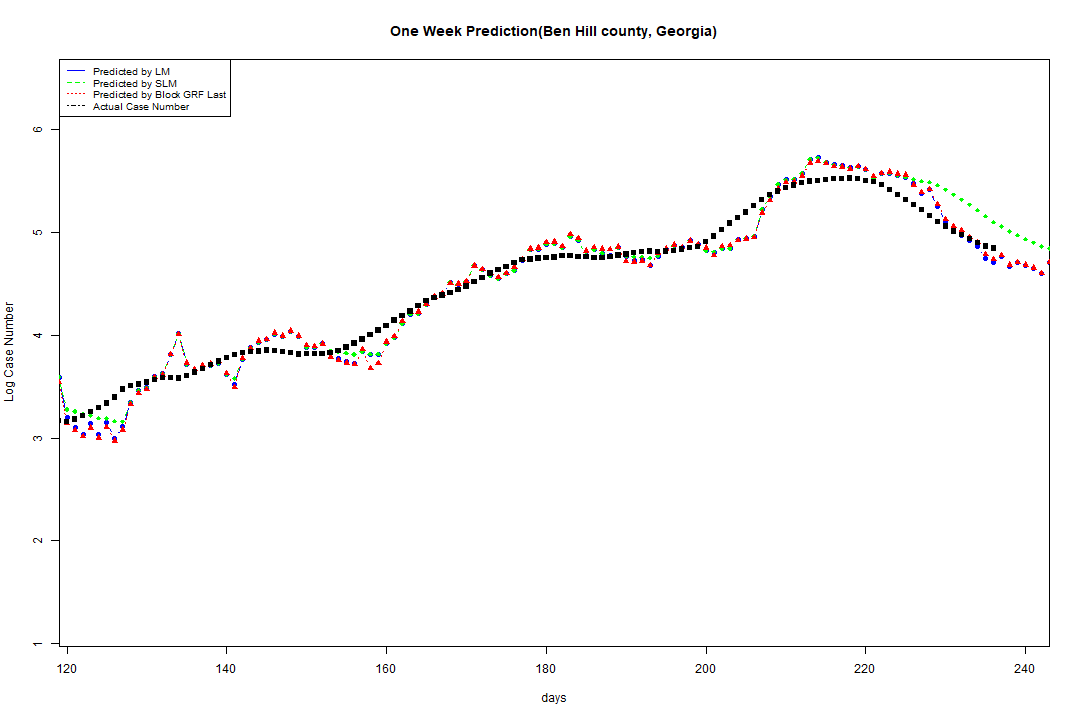 One Week Prediction(Ben Hill county, Georgia)
Predicted by LM
Predicted by SLM
Predicted by Block GRF Last
Actual Case Number
6
5
4
3
2
1
Log Case Number
120 140 160 180 200 220 240
days